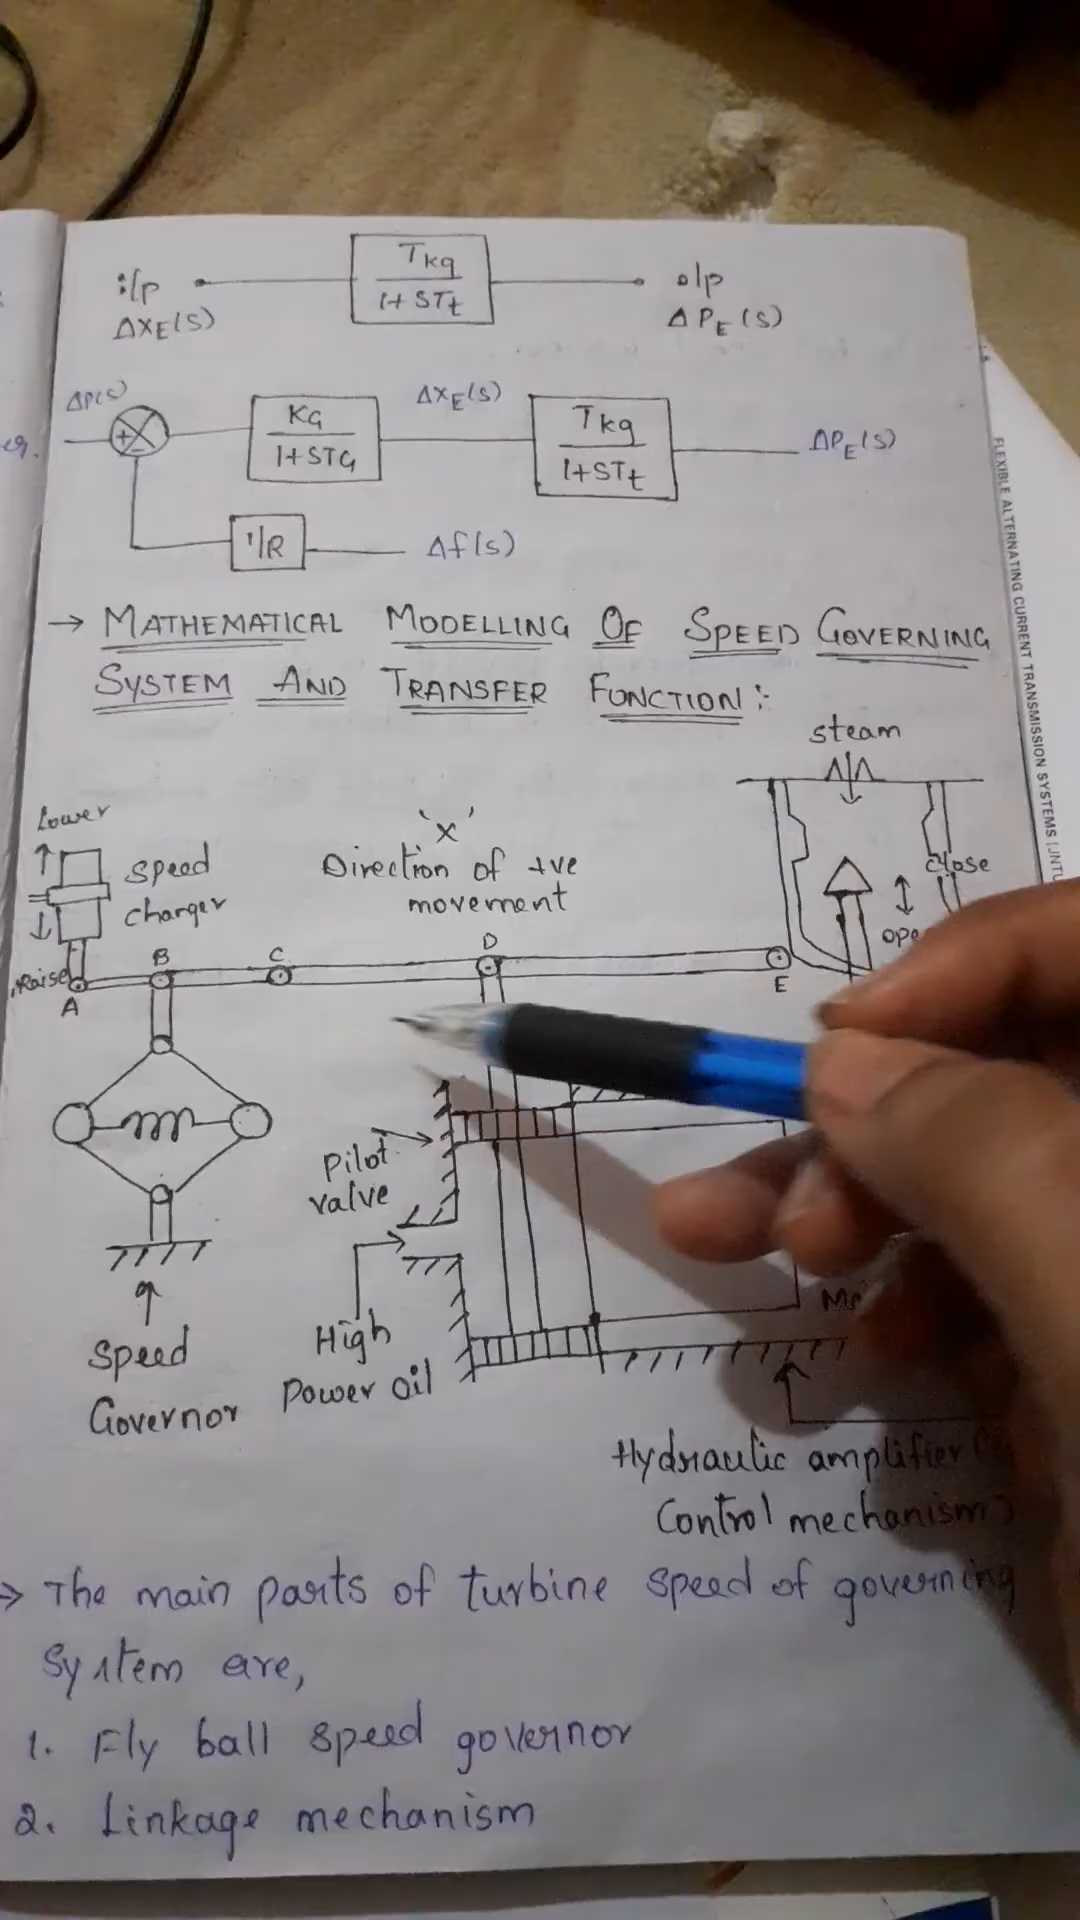 i/p
Tkg
1+STt
o/p
ΔXE(S)
ΔPE(S)
ΔP(S)
KG
1+STG
ΔXE(S)
Tkg
1+STt
ΔPE(S)
1/R
Δf(S)
→ MATHEMATICAL MODELLING OF SPEED GOVERNING
SYSTEM AND TRANSFER FUNCTION:
steam
Lower
speed
changer
Raise
'x'
Direction of +ve
movement
close
A
B
C
D
E
Pilot
valve
High
Power oil
Speed
Governor
Hydraulic amplifier
Control mechanism)
→ The main parts of turbine speed of governing
System are,
1. Fly ball speed governor
2. Linkage mechanism
FLEXIBLE ALTERNATING CURRENT TRANSMISSION SYSTEMS (JNTU